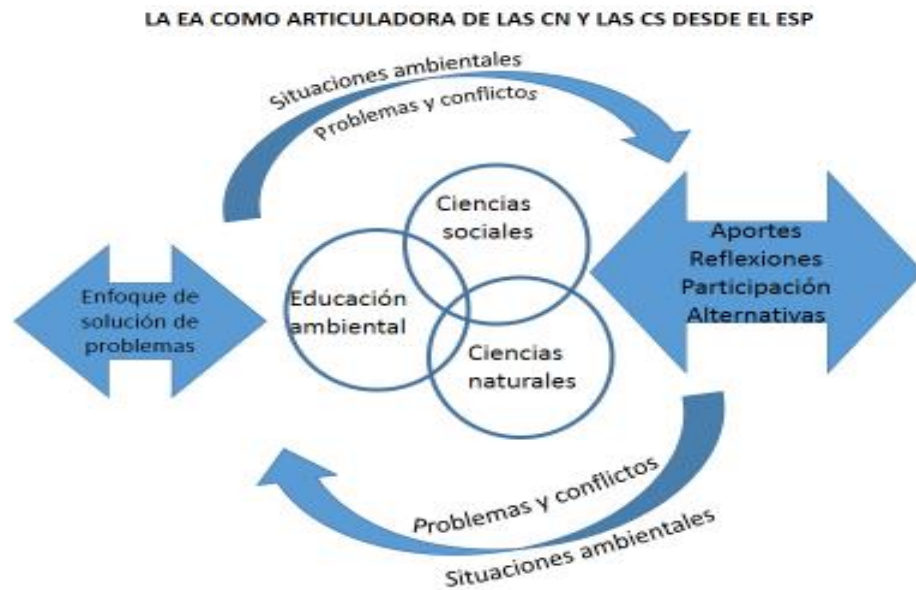 LA EA COMO ARTICULADORA DE LAS CN Y LAS CS DESDE EL ESP
Situaciones ambientales
Problemas y conflictos
Ciencias
sociales
Educación
ambiental
Ciencias
naturales
Enfoque de
solución de
problemas
Aportes
Reflexiones
Participación
Alternativas
Problemas y conflictos
Situaciones ambientales